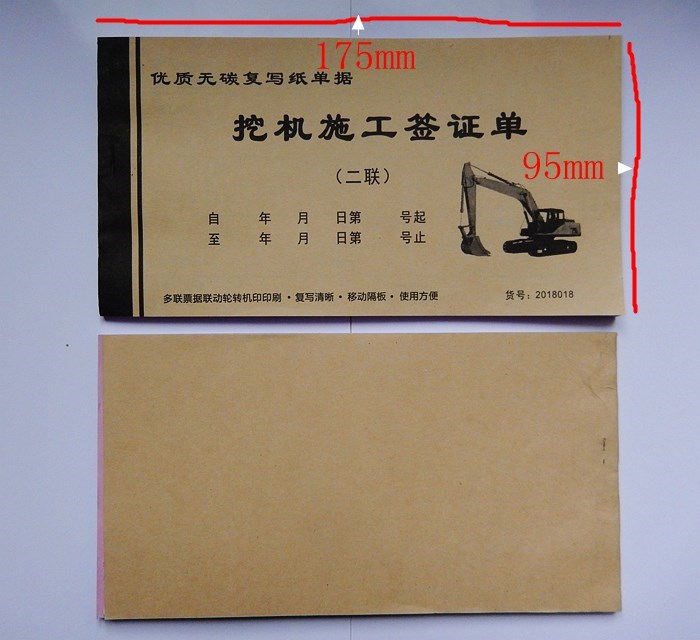 175mm
优质无碳复写纸单据
挖机施工签证单
95mm
（二联）
自 年 月 日第 号起
至 年 月 日第 号止
多联票据联动轮转机印印刷・复写清晰・移动隔板・使用方便
货号：2018018